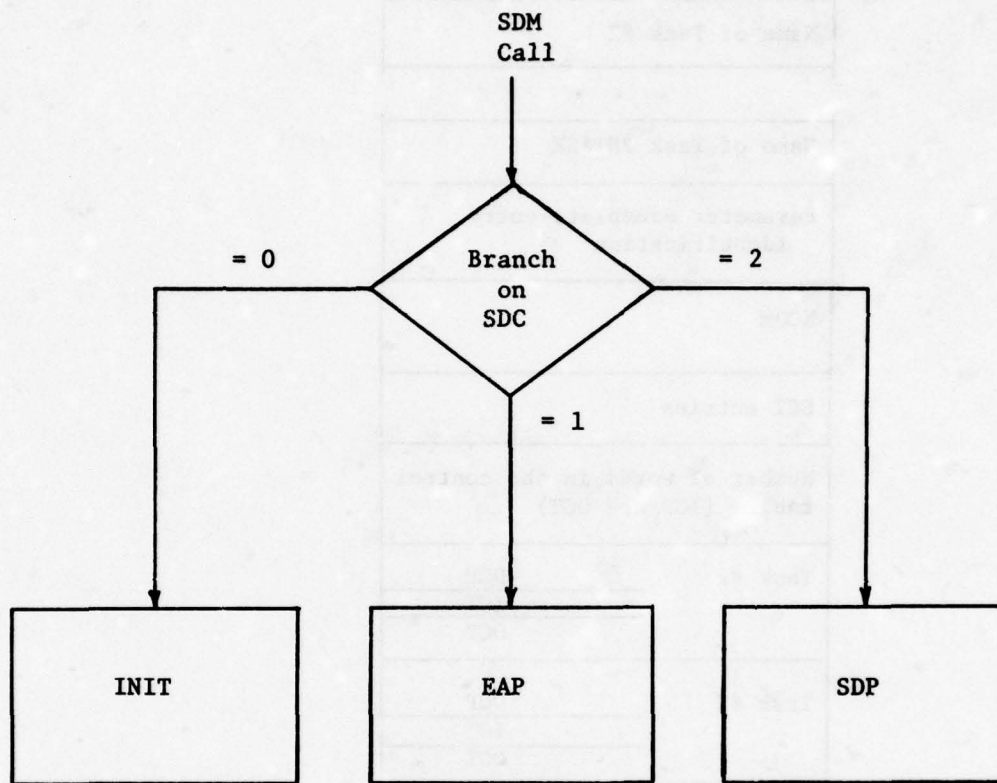 SDM
Call
Branch
on
SDC
= 0
= 2
= 1
INIT
EAP
SDP